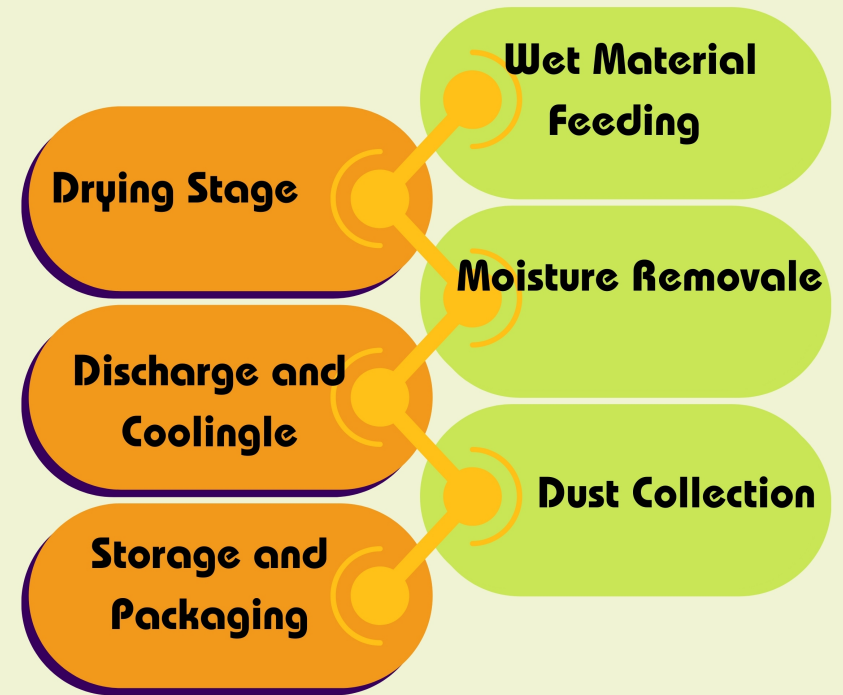 Wet Material
Feeding
Drying Stage
Moisture Removale
Discharge and
Coolingle
Dust Collection
Storage and
Packaging